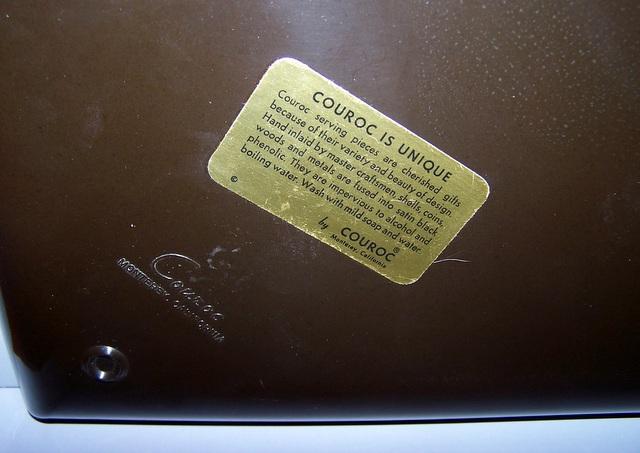 COUROC IS UNIQUE
Couroc serving pieces are cherished gifts
because of their variety and beauty of design.
Hand inlaid by master craftsmen, shells, coins,
woods and metals are fused into satin black
phenolic. They are impervious to alcohol and
boiling water. Wash with mild soap and water.
by COUROC®
Monterey, California
©
Couroc
MONTEREY, CALIFORNIA